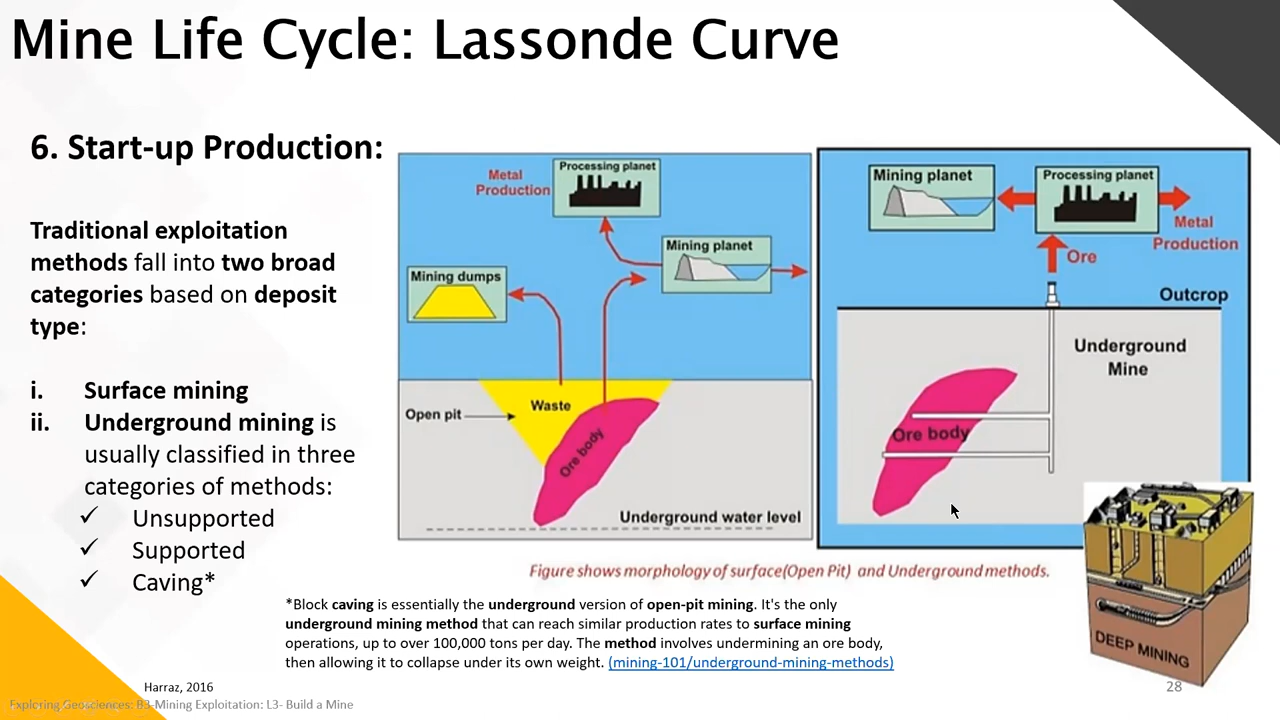 Mine Life Cycle: Lassonde Curve
6. Start-up Production:
Traditional exploitation
methods fall into two broad
categories based on deposit
type:
i. Surface mining
ii. Underground mining is
usually classified in three
categories of methods:
✓ Unsupported
✓ Supported
✓ Caving*
Metal
Production
Processing planet
Mining planet
Mining dumps
Open pit
Waste
Ore body
Underground water level
Mining planet
Processing planet
Metal
Production
Ore
Outcrop
Underground
Mine
Ore body
DEEP MINING
Figure shows morphology of surface(Open Pit) and Underground methods.
*Block caving is essentially the underground version of open-pit mining. It's the only
underground mining method that can reach similar production rates to surface mining
operations, up to over 100,000 tons per day. The method involves undermining an ore body,
then allowing it to collapse under its own weight. (mining-101/underground-mining-methods)
Harraz, 2016
28
Exploring Geosciences: B3-Mining Exploitation: L3- Build a Mine